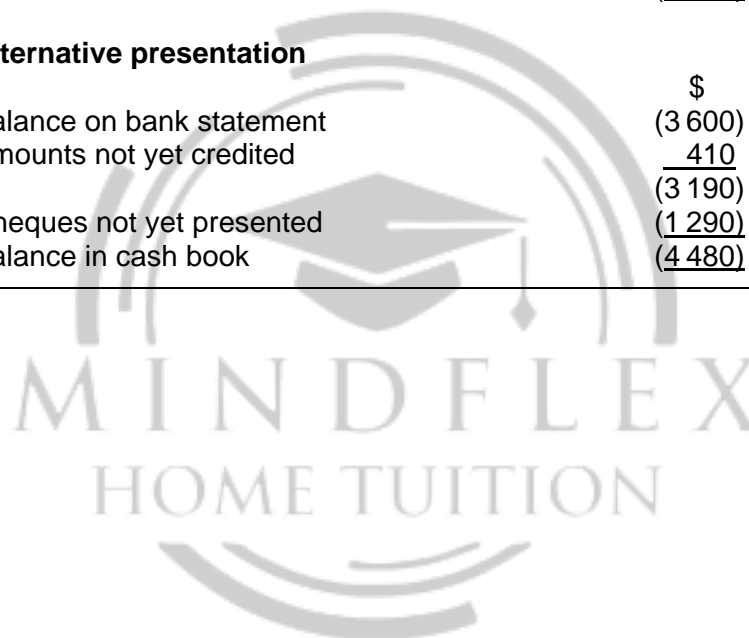 ternative presentation
$
alance on bank statement (3 600)
mounts not yet credited 410
(3 190)
heques not yet presented (1 290)
alance in cash book (4 480)
MINDFLEX
HOME TUITION